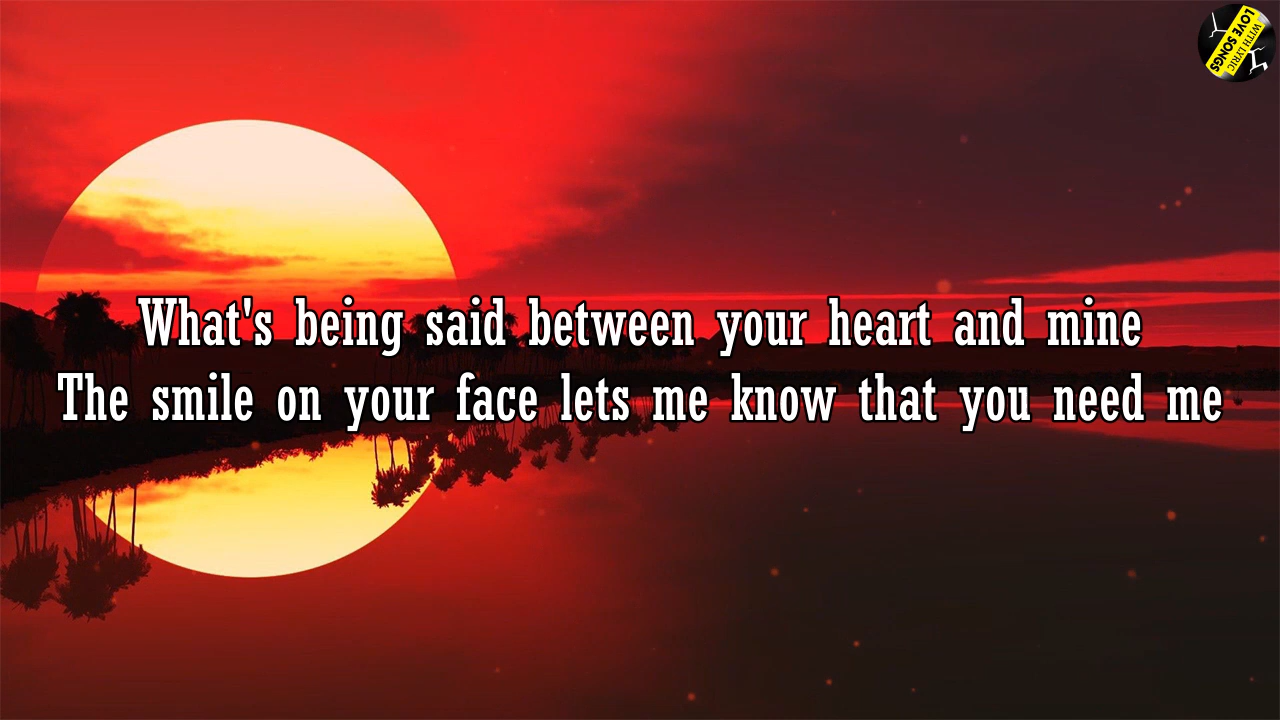 What's being said between your heart and mine
The smile on your face lets me know that you need me
LOVE SONGS
WITH LYRIC